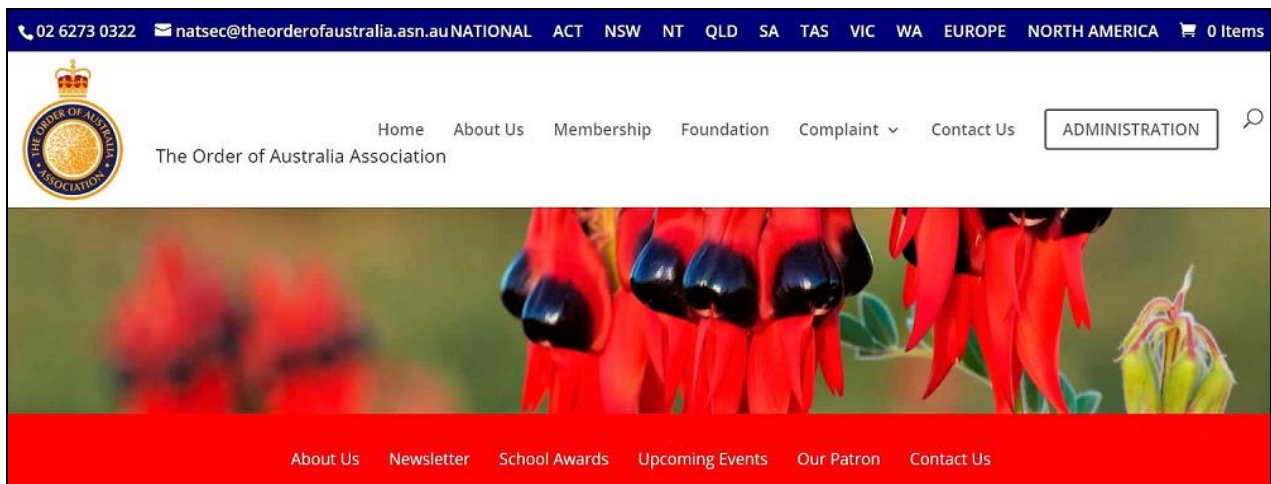 02 6273 0322 natsec@theorderofaustralia.asn.au NATIONAL ACT NSW NT QLD SA TAS VIC WA EUROPE NORTH AMERICA 0 Items
THE ORDER OF AUSTRALIA
ASSOCIATION
Home About Us Membership Foundation Complaint Contact Us ADMINISTRATION
The Order of Australia Association
About Us Newsletter School Awards Upcoming Events Our Patron Contact Us